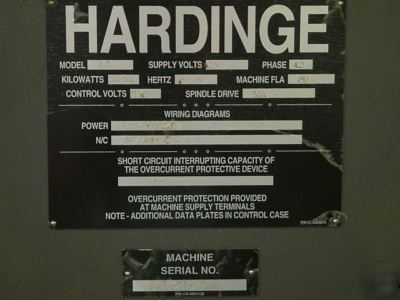 HARDINGE
MODEL SUPPLY VOLTS PHASE
KILOWATTS HERTZ MACHINE FLA
CONTROL VOLTS SPINDLE DRIVE
WIRING DIAGRAMS
POWER
N/C
SHORT CIRCUIT INTERRUPTING CAPACITY OF
THE OVERCURRENT PROTECTIVE DEVICE
OVERCURRENT PROTECTION PROVIDED
AT MACHINE SUPPLY TERMINALS
NOTE - ADDITIONAL DATA PLATES IN CONTROL CASE
MACHINE
SERIAL NO.